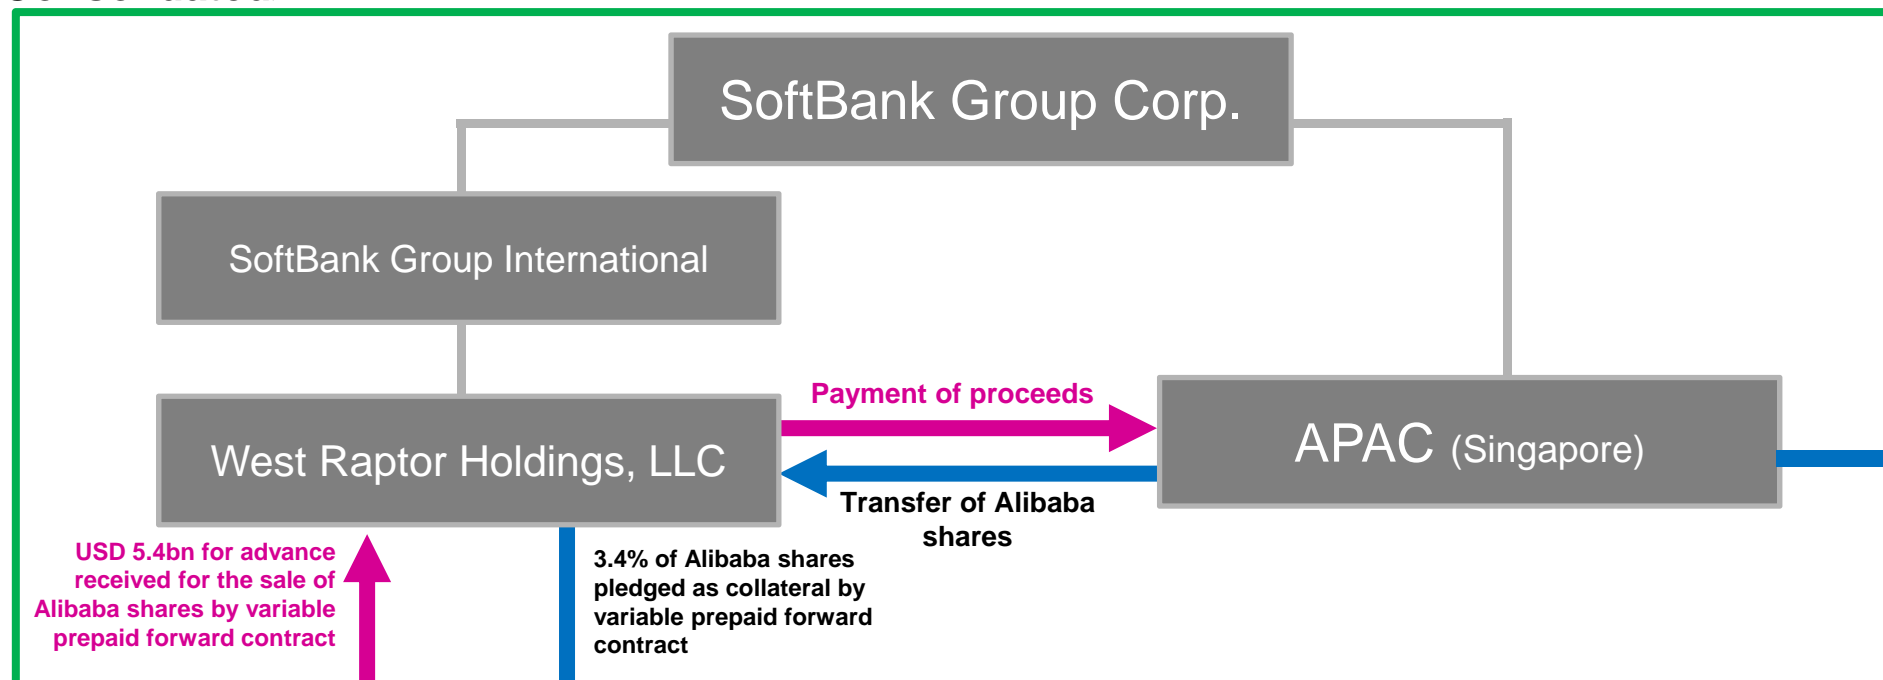 SoftBank Group Corp.
SoftBank Group International
Payment of proceeds
West Raptor Holdings, LLC
APAC (Singapore)
Transfer of Alibaba
shares
USD 5.4bn for advance
received for the sale of
Alibaba shares by variable
prepaid forward contract
3.4% of Alibaba shares
pledged as collateral by
variable prepaid forward
contract